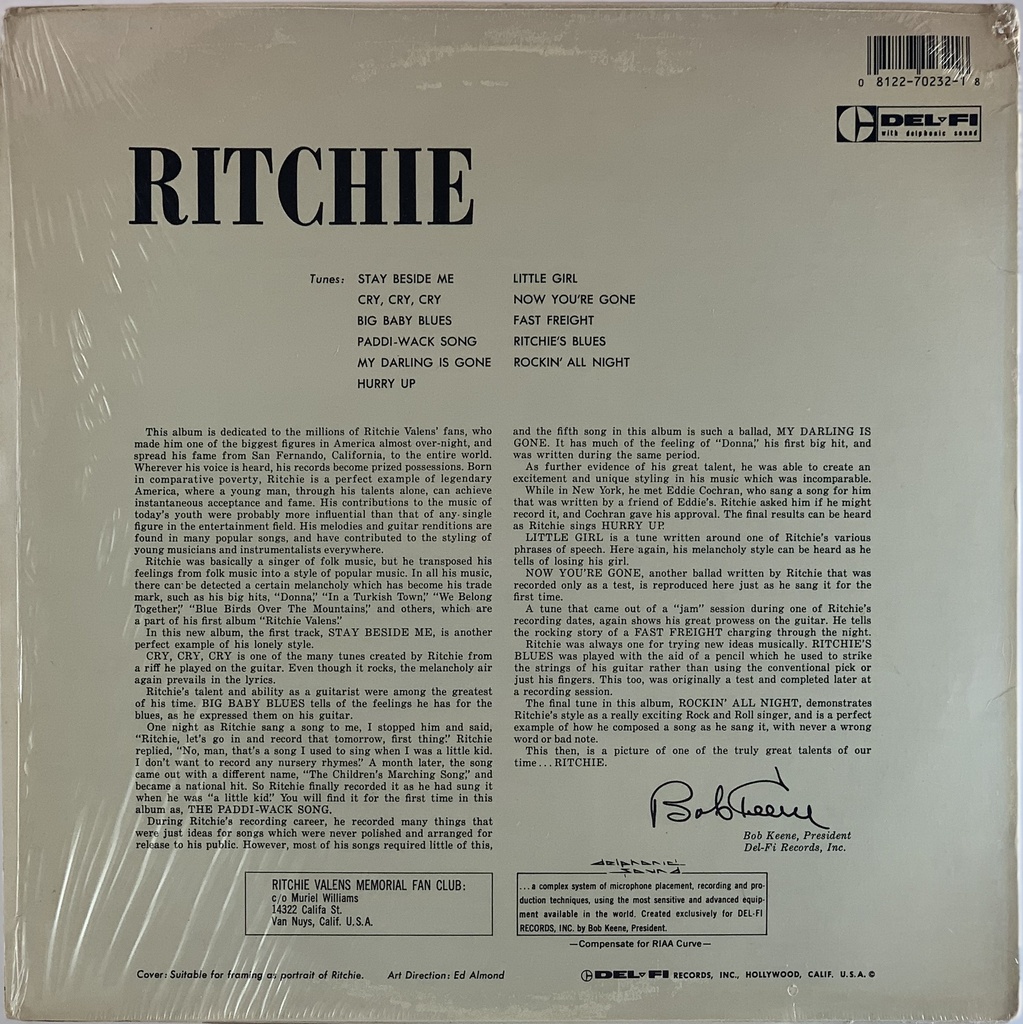 0 8122-70232-1 8
DEL-FI
with delphonic sound
RITCHIE
Tunes: STAY BESIDE ME
CRY, CRY, CRY
BIG BABY BLUES
PADDI-WACK SONG
MY DARLING IS GONE
HURRY UP
LITTLE GIRL
NOW YOU'RE GONE
FAST FREIGHT
RITCHIE'S BLUES
ROCKIN' ALL NIGHT
This album is dedicated to the millions of Ritchie Valens' fans, who
made him one of the biggest figures in America almost over-night, and
spread his fame from San Fernando, California, to the entire world.
Wherever his voice is heard, his records become prized possessions. Born
in comparative poverty, Ritchie is a perfect example of legendary
America, where a young man, through his talents alone, can achieve
instantaneous acceptance and fame. His contributions to the music of
today's youth were probably more influential than that of any single
figure in the entertainment field. His melodies and guitar renditions are
found in many popular songs, and have contributed to the styling of
young musicians and instrumentalists everywhere.
Ritchie was basically a singer of folk music, but he transposed his
feelings from folk music into a style of popular music. In all his music,
there can be detected a certain melancholy which has become his trade
mark, such as his big hits, "Donna," "In a Turkish Town," "We Belong
Together," "Blue Birds Over The Mountains," and others, which are
a part of his first album "Ritchie Valens."
In this new album, the first track, STAY BESIDE ME, is another
perfect example of his lonely style.
CRY, CRY, CRY is one of the many tunes created by Ritchie from
a riff he played on the guitar. Even though it rocks, the melancholy air
again prevails in the lyrics.
Ritchie's talent and ability as a guitarist were among the greatest
of his time. BIG BABY BLUES tells of the feelings he has for the
blues, as he expressed them on his guitar.
One night as Ritchie sang a song to me, I stopped him and said,
"Ritchie, let's go in and record that tomorrow, first thing." Ritchie
replied, "No, man, that's a song I used to sing when I was a little kid.
I don't want to record any nursery rhymes." A month later, the song
came out with a different name, "The Children's Marching Song," and
became a national hit. So Ritchie finally recorded it as he had sung it
when he was "a little kid." You will find it for the first time in this
album as, THE PADDI-WACK SONG.
During Ritchie's recording career, he recorded many things that
were just ideas for songs which were never polished and arranged for
release to his public. However, most of his songs required little of this,
and the fifth song in this album is such a ballad, MY DARLING IS
GONE. It has much of the feeling of "Donna," his first big hit, and
was written during the same period.
As further evidence of his great talent, he was able to create an
excitement and unique styling in his music which was incomparable.
While in New York, he met Eddie Cochran, who sang a song for him
that was written by a friend of Eddie's. Ritchie asked him if he might
record it, and Cochran gave his approval. The final results can be heard
as Ritchie sings HURRY UP.
LITTLE GIRL is a tune written around one of Ritchie's various
phrases of speech. Here again, his melancholy style can be heard as he
tells of losing his girl.
NOW YOU'RE GONE, another ballad written by Ritchie that was
recorded only as a test, is reproduced here just as he sang it for the
first time.
A tune that came out of a "jam" session during one of Ritchie's
recording dates, again shows his great prowess on the guitar. He tells
the rocking story of a FAST FREIGHT charging through the night.
Ritchie was always one for trying new ideas musically. RITCHIE'S
BLUES was played with the aid of a pencil which he used to strike
the strings of his guitar rather than using the conventional pick or
just his fingers. This too, was originally a test and completed later at
a recording session.
The final tune in this album, ROCKIN' ALL NIGHT, demonstrates
Ritchie's style as a really exciting Rock and Roll singer, and is a perfect
example of how he composed a song as he sang it, with never a wrong
word or bad note.
This then, is a picture of one of the truly great talents of our
time . . . RITCHIE.
Bob Keene
Bob Keene, President
Del-Fi Records, Inc.
RITCHIE VALENS MEMORIAL FAN CLUB:
c/o Muriel Williams
14322 Califa St.
Van Nuys, Calif. U.S.A.
delphonic
sound
. . . a complex system of microphone placement, recording and pro-
duction techniques, using the most sensitive and advanced equip-
ment available in the world. Created exclusively for DEL-FI
RECORDS, INC. by Bob Keene, President.
—Compensate for RIAA Curve—
Cover: Suitable for framing as portrait of Ritchie. Art Direction: Ed Almond
DEL-FI RECORDS, INC., HOLLYWOOD, CALIF. U.S.A. ©